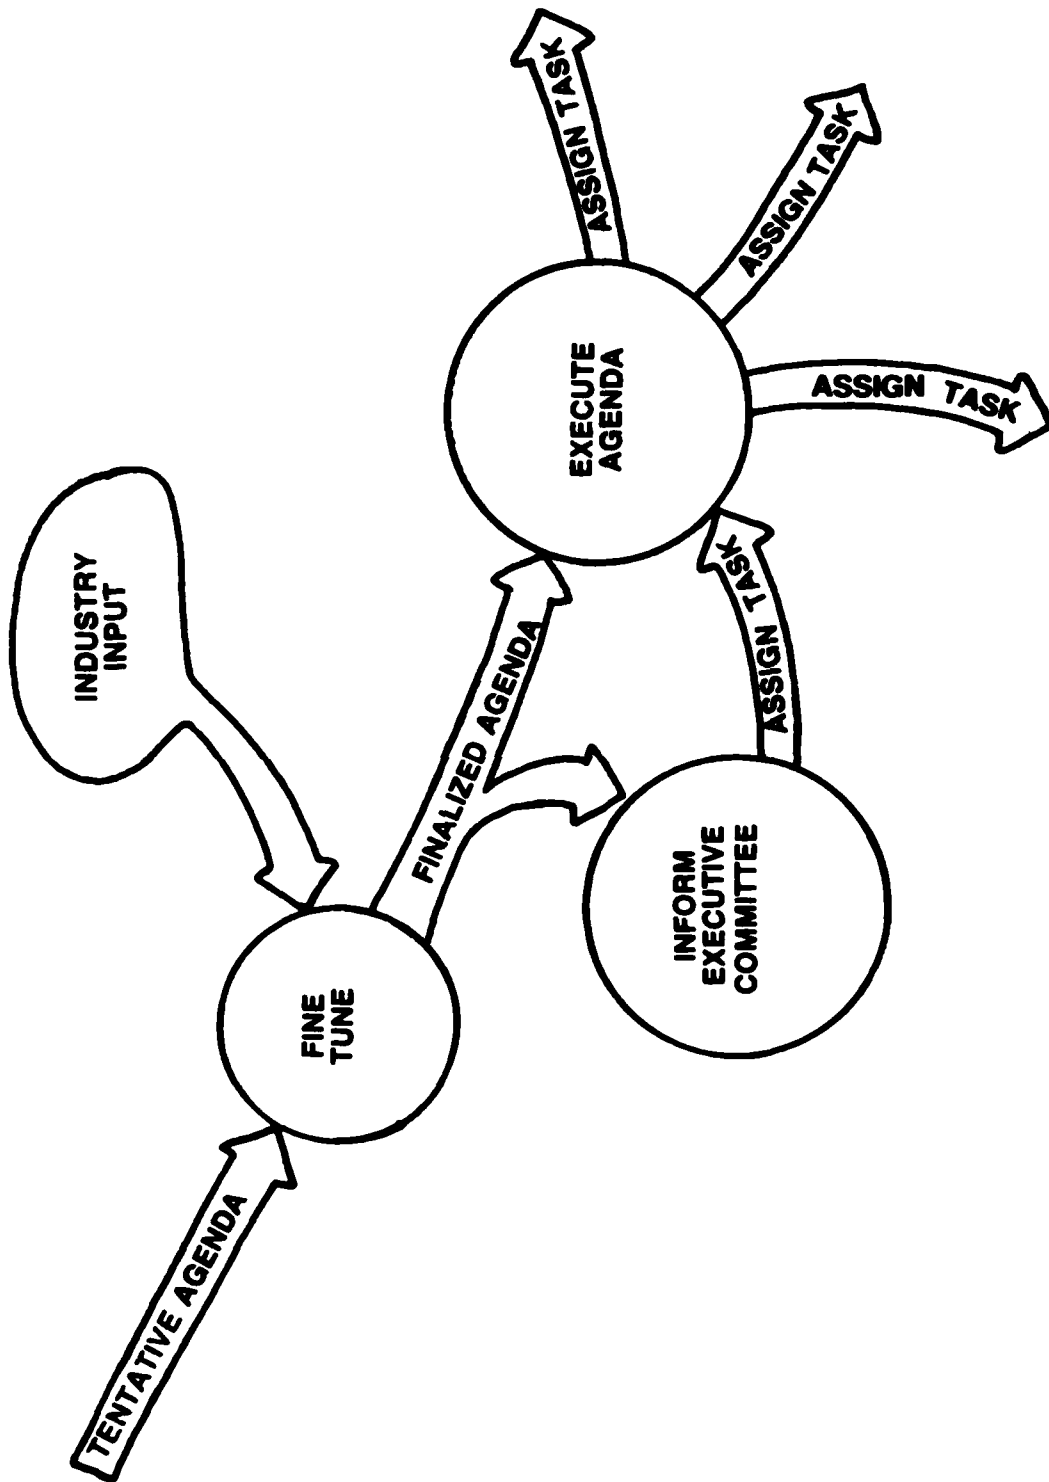 TENTATIVE AGENDA
FINE
TUNE
INDUSTRY
INPUT
FINALIZED AGENDA
INFORM
EXECUTIVE
COMMITTEE
ASSIGN TASK
EXECUTE
AGENDA
ASSIGN TASK
ASSIGN TASK
ASSIGN TASK